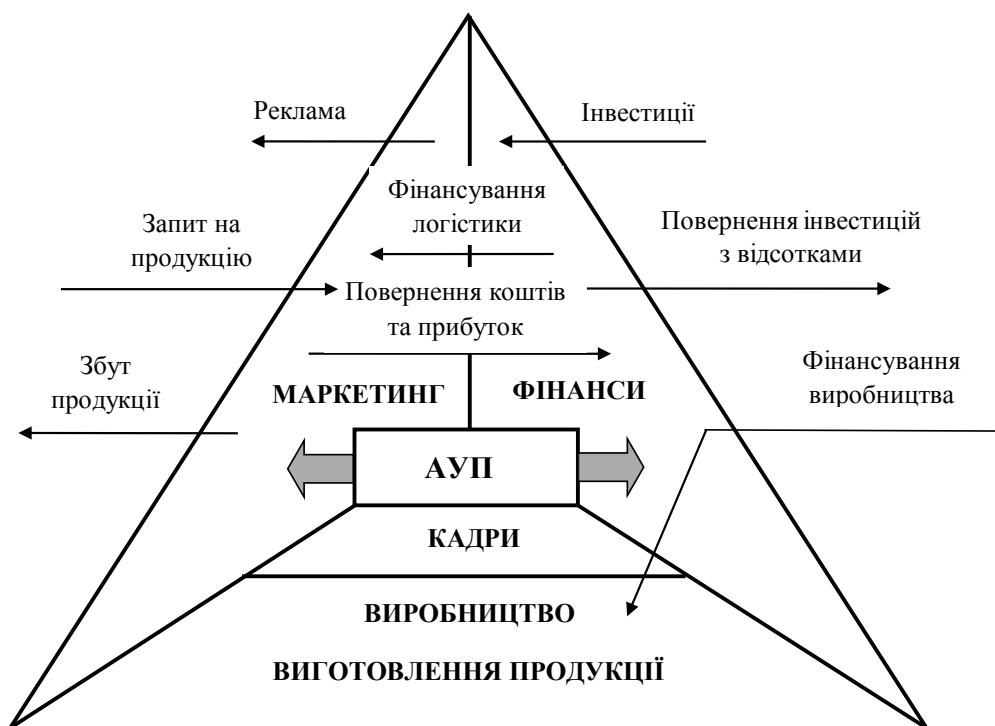 Реклама
Інвестиції
Фінансування
логістики
Запит на
продукцію
Повернення інвестицій
з відсотками
Повернення коштів
та прибуток
Збут
продукції
Фінансування
виробництва
МАРКЕТИНГ
ФІНАНСИ
АУП
КАДРИ
ВИРОБНИЦТВО
ВИГОТОВЛЕННЯ ПРОДУКЦІЇ